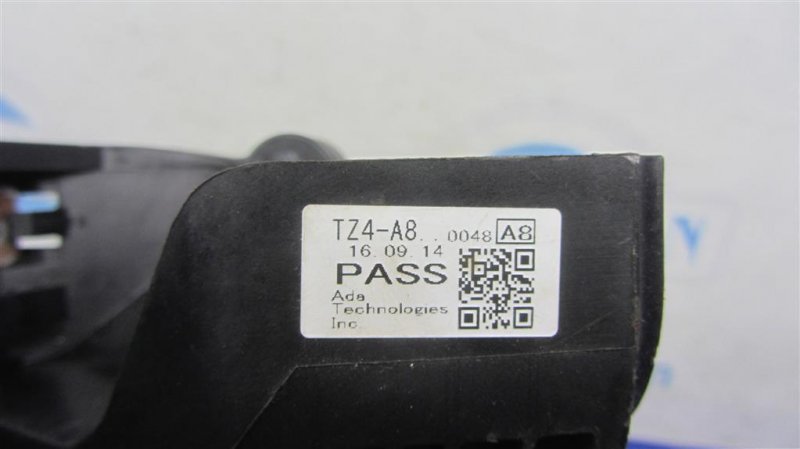 TZ4-A8..0048 A8
16.09.14
PASS
Ada
Technologies
Inc.